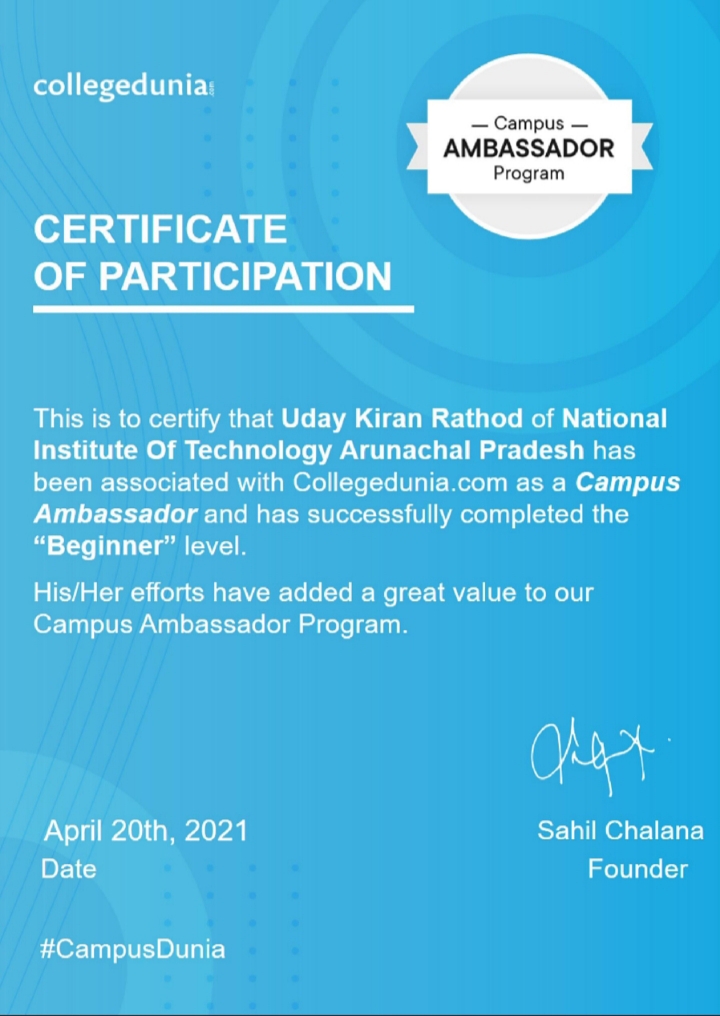 collegedunia.com
— Campus —
AMBASSADOR
Program
CERTIFICATE
OF PARTICIPATION
This is to certify that Uday Kiran Rathod of National
Institute Of Technology Arunachal Pradesh has
been associated with Collegedunia.com as a Campus
Ambassador and has successfully completed the
“Beginner” level.
His/Her efforts have added a great value to our
Campus Ambassador Program.
April 20th, 2021
Sahil Chalana
Date
Founder
#CampusDunia